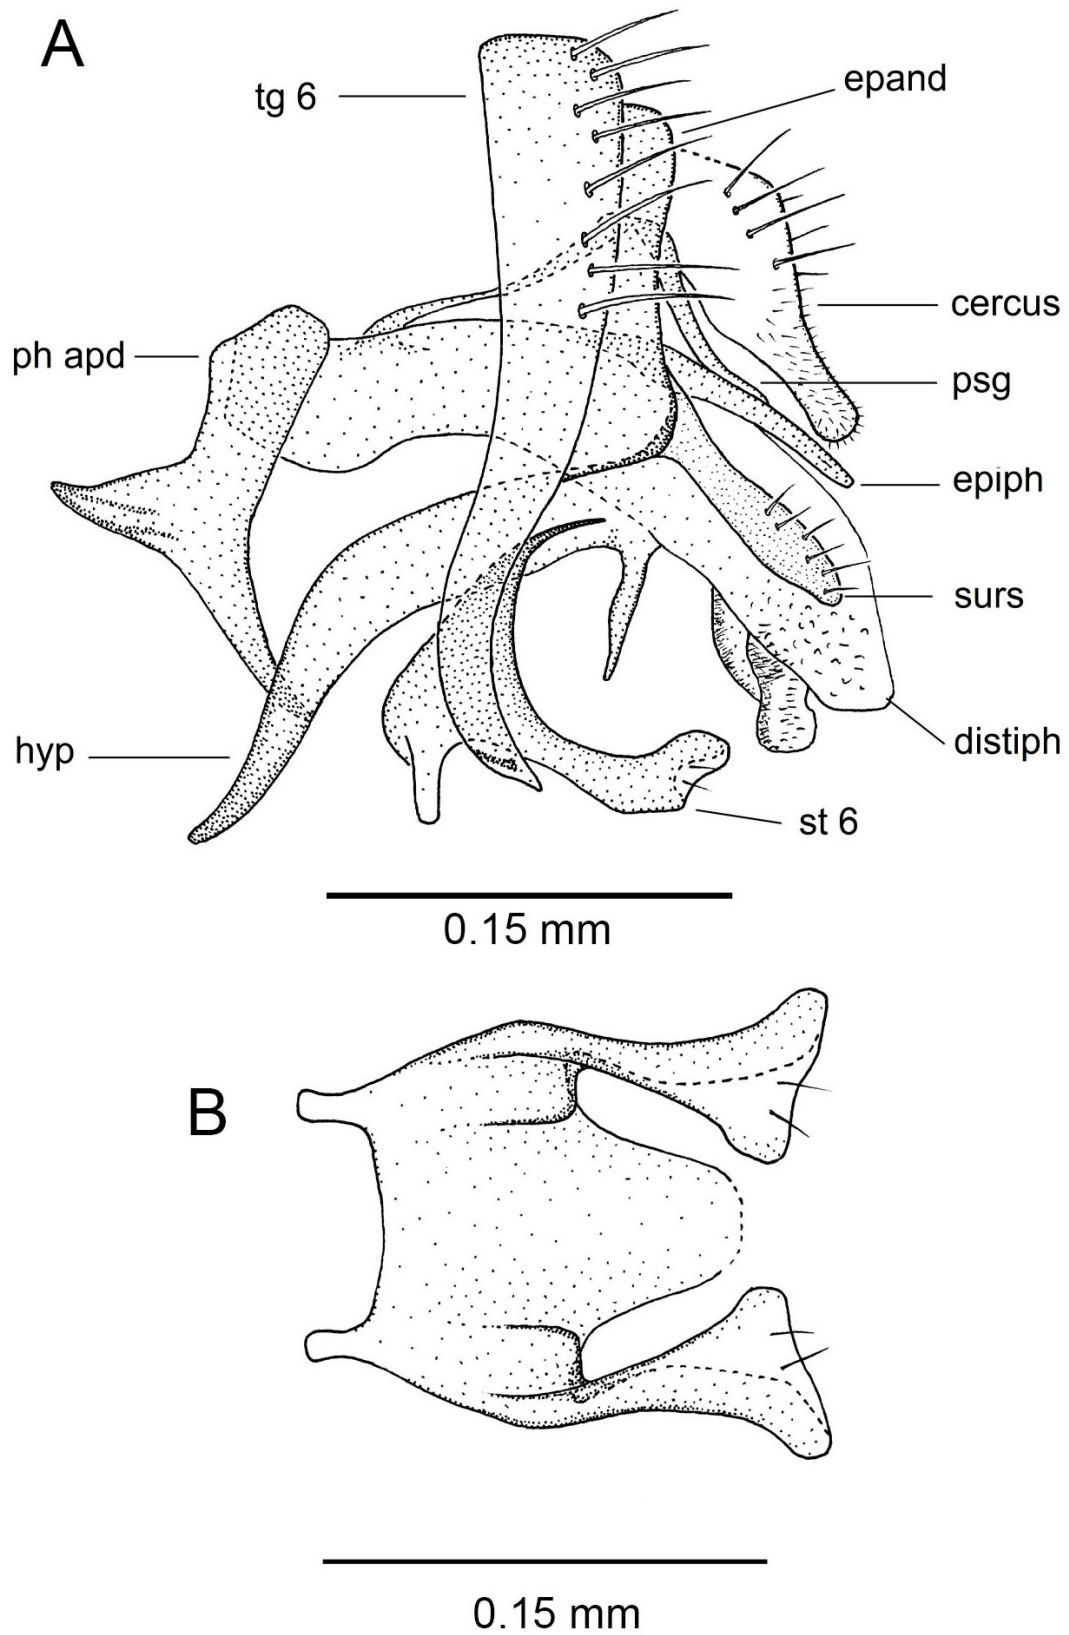 A
tg 6
epand
cercus
ph apd
psg
epiph
surs
distiph
hyp
st 6
0.15 mm
B
0.15 mm